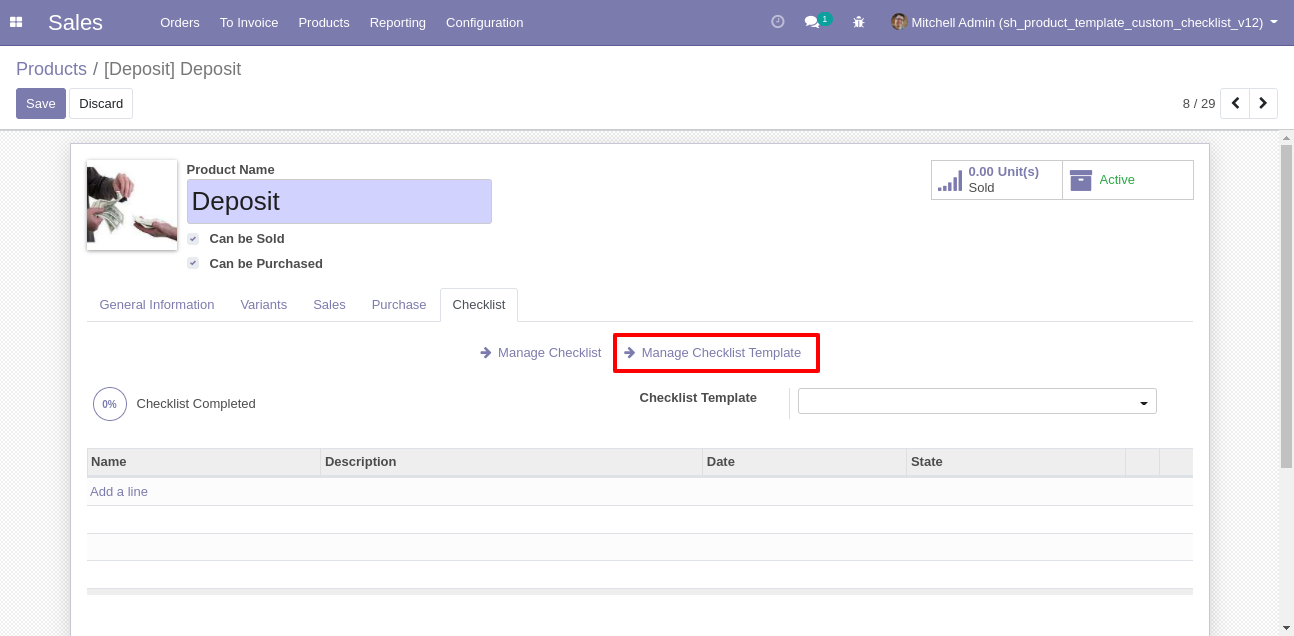 Sales Orders To Invoice Products Reporting Configuration 1 Mitchell Admin (sh_product_template_custom_checklist_v12)
Products / [Deposit] Deposit
Save Discard 8 / 29
Product Name
Deposit
0.00 Unit(s)
Sold
Active
Can be Sold
Can be Purchased
General Information Variants Sales Purchase Checklist
Manage Checklist Manage Checklist Template
0% Checklist Completed Checklist Template
Name Description Date State
Add a line